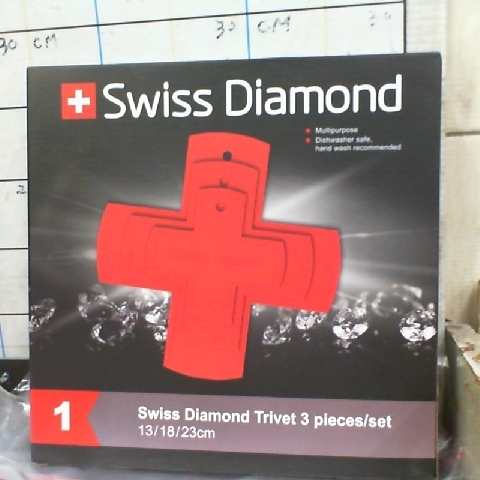 30 CM
30 CM
30
Swiss Diamond
Multipurpose
Dishwasher safe,
hand wash recommended
1
Swiss Diamond Trivet 3 pieces/set
13/18/23cm